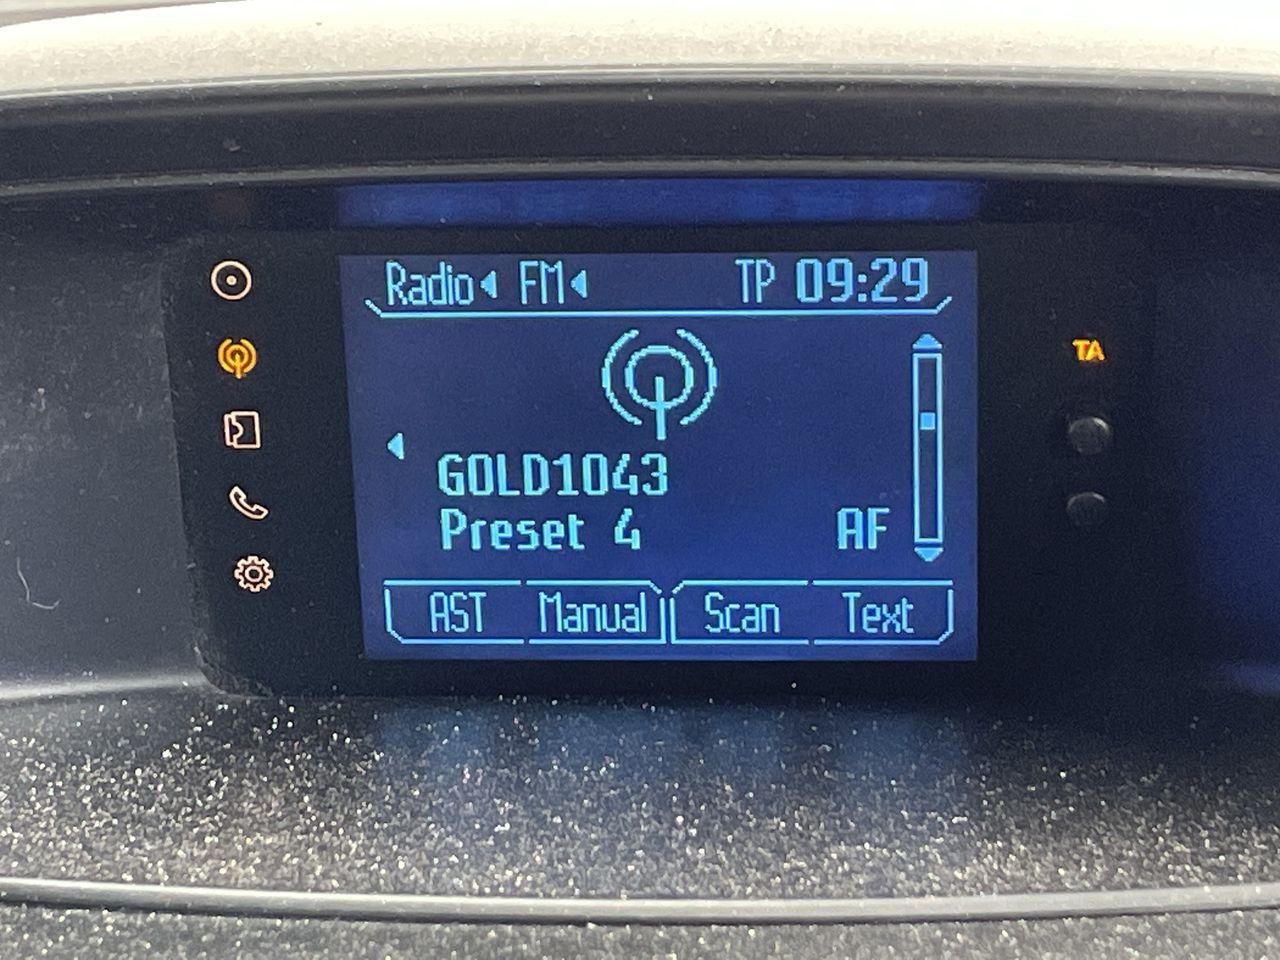 Radio FM TP 09:29
TA
GOLD1043
Preset 4 AF
AST Manual Scan Text